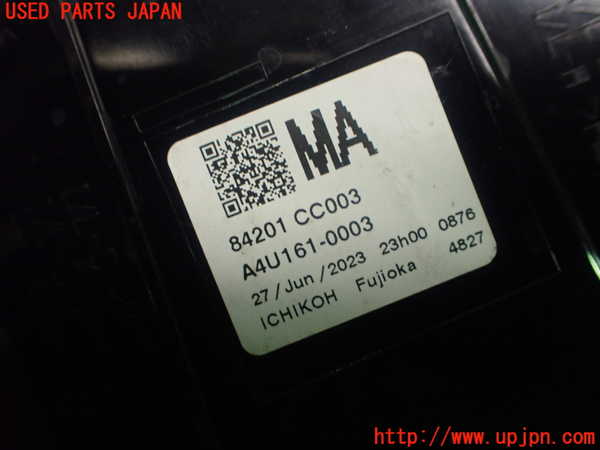 USED PARTS JAPAN
MA
84201 CC003
A4U161-0003
27/Jun/2023 23h00 0876
ICHIKOH Fujioka 4827
http://www.upjpn.com/